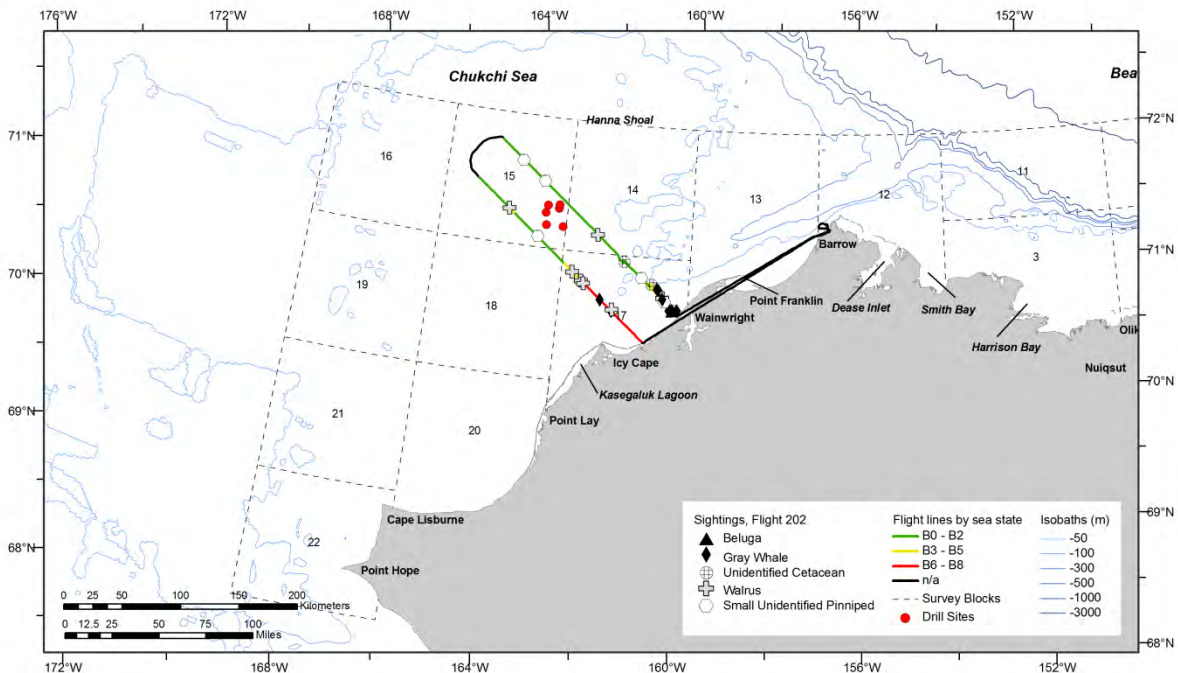 176°W 172°W 168°W 164°W 160°W 156°W 152°W
Chukchi Sea
Bea
72°N
Hanna Shoal
71°N
16
15
14
13
12
11
71°N
Barrow
3
70°N
Point Franklin
Dease Inlet
Smith Bay
19
18
17
Wainwright
Harrison Bay
Olik
Icy Cape
Nuiqsut
Kasegaluk Lagoon
70°N
69°N
21
20
Point Lay
Cape Lisburne
69°N
68°N
22
Point Hope
0 25 50 100 150 200
Kilometers
0 12.5 25 50 75 100
Miles
Sightings, Flight 202
Beluga
Gray Whale
Unidentified Cetacean
Walrus
Small Unidentified Pinniped
Flight lines by sea state
B0 - B2
B3 - B5
B6 - B8
n/a
Survey Blocks
Drill Sites
Isobaths (m)
-50
-100
-300
-500
-1000
-3000
68°N
172°W 168°W 164°W 160°W 156°W 152°W